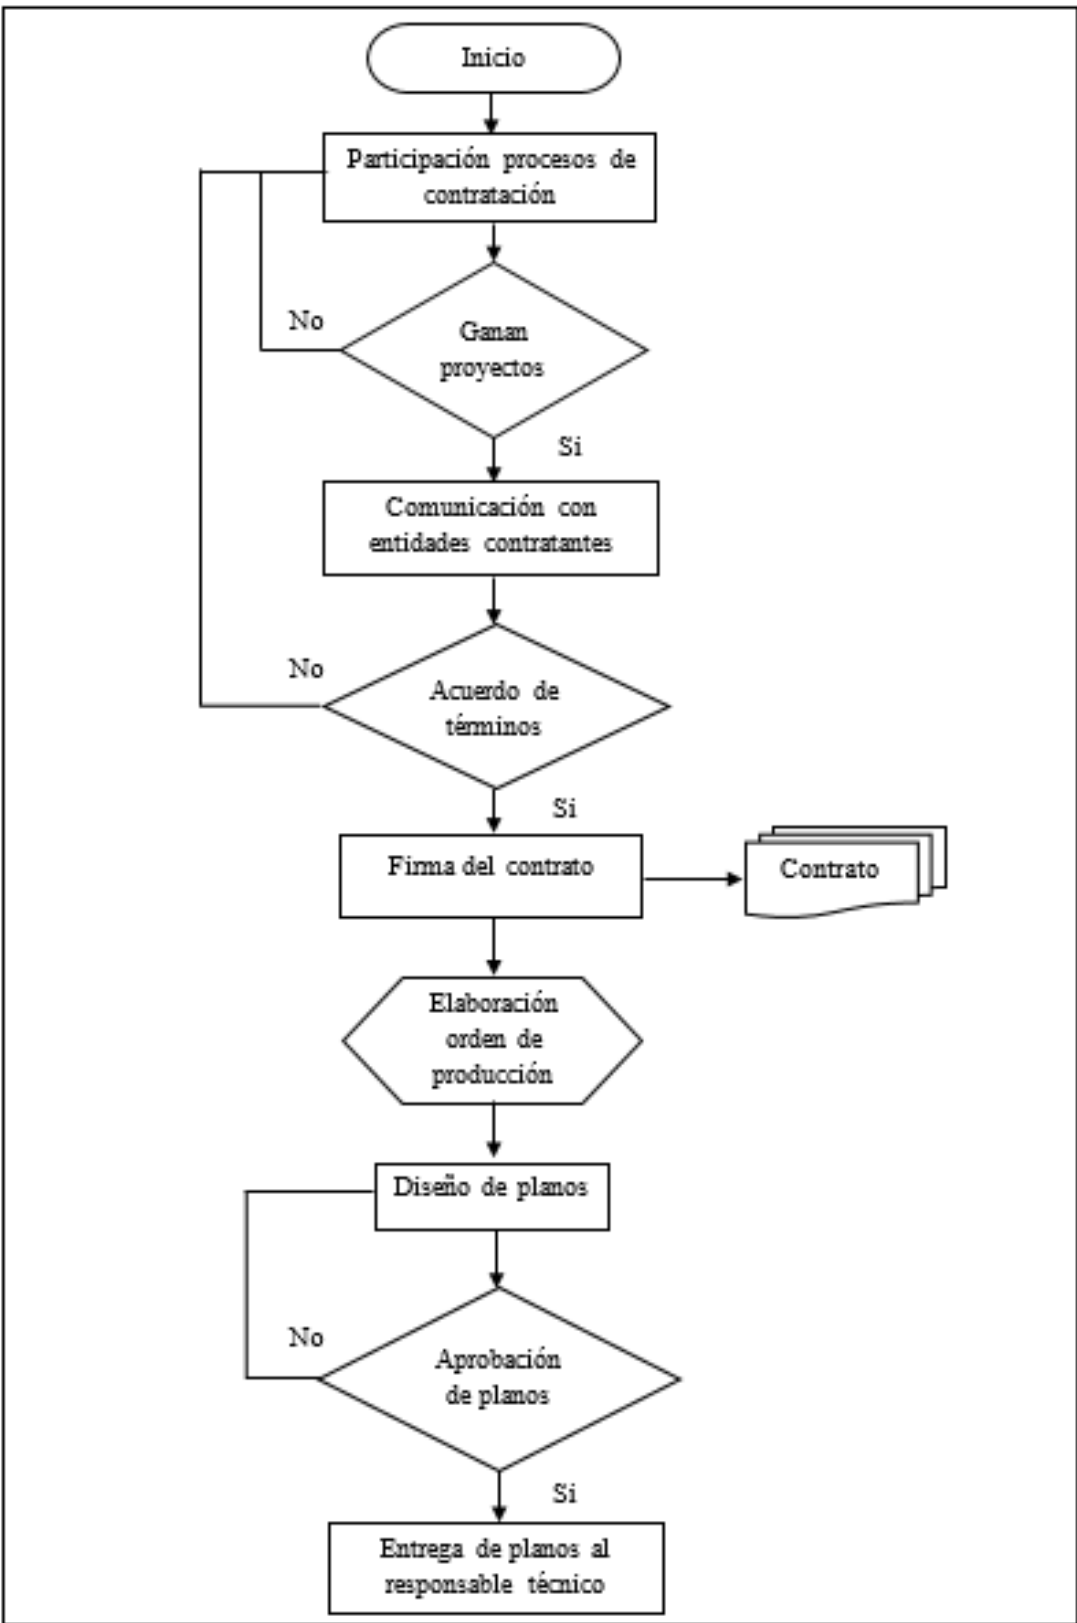 Inicio
Participación procesos de
contratación
No
Ganan
proyectos
Si
Comunicación con
entidades contratantes
No
Acuerdo de
términos
Si
Firma del contrato
Contrato
Elaboración
orden de
producción
Diseño de planos
No
Aprobación
de planos
Si
Entrega de planos al
responsable técnico